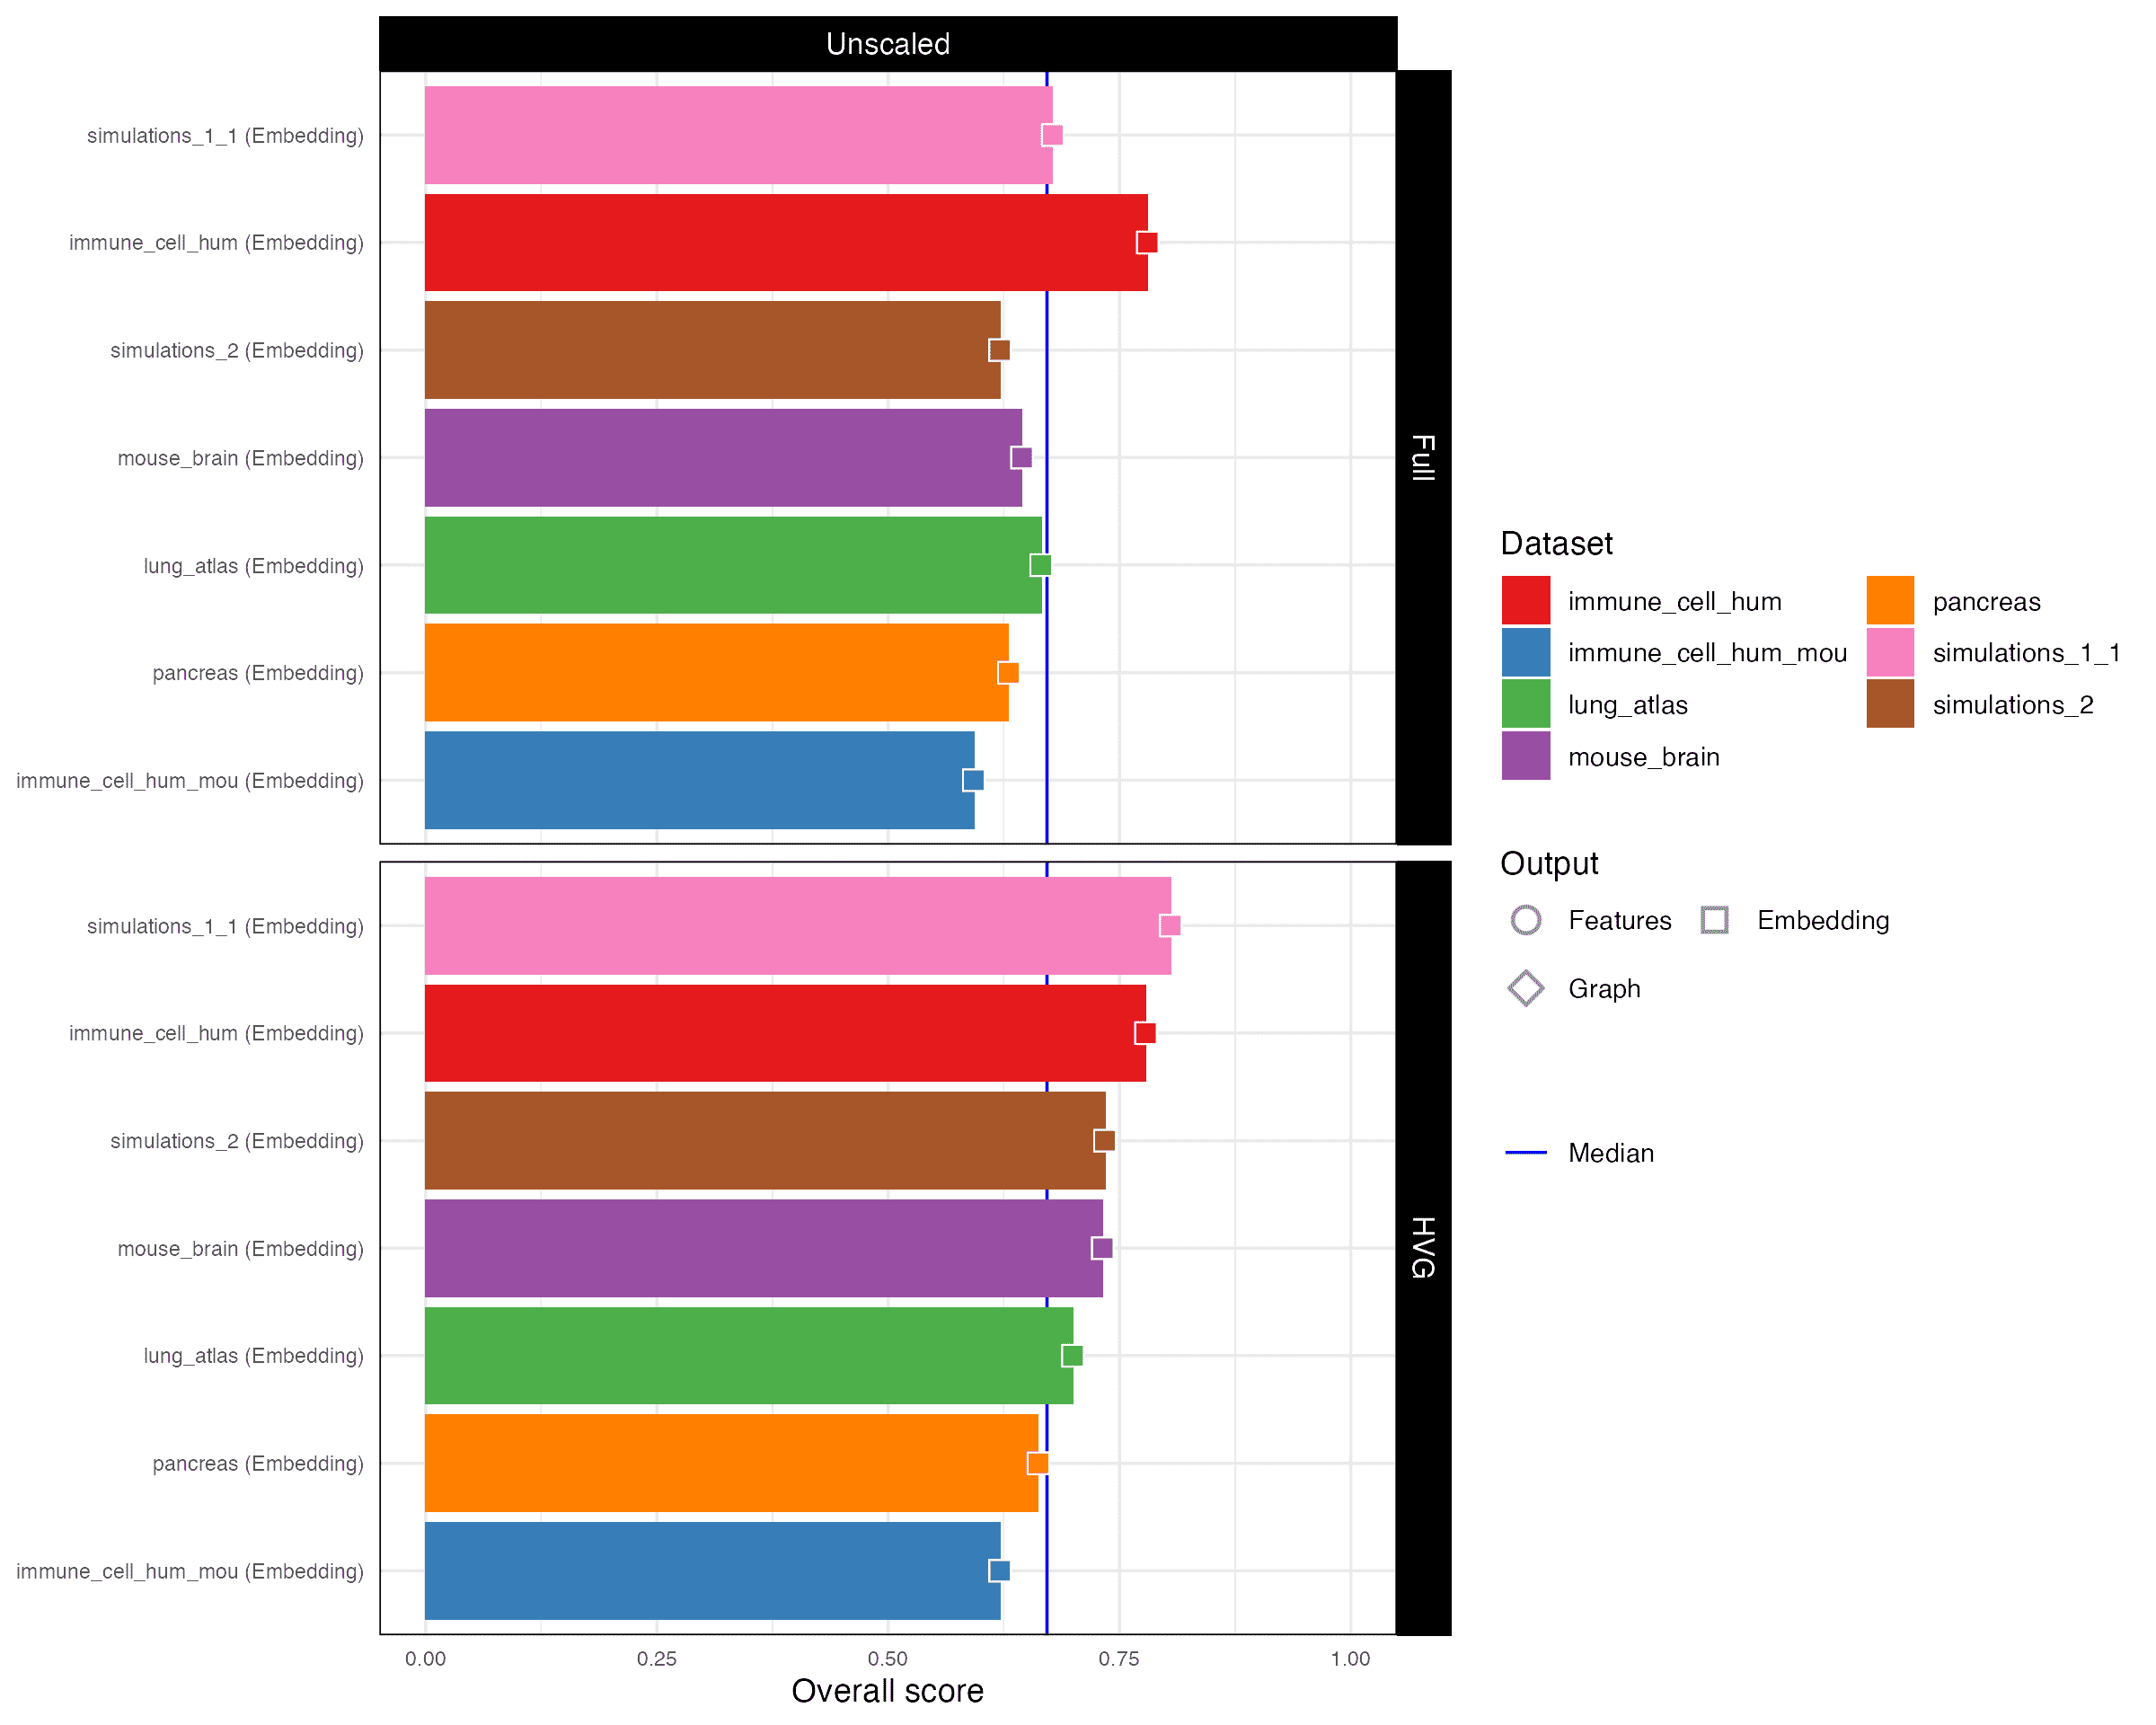 Unscaled
simulations_1_1 (Embedding)
immune_cell_hum (Embedding)
simulations_2 (Embedding)
mouse_brain (Embedding)
lung_atlas (Embedding)
pancreas (Embedding)
immune_cell_hum_mou (Embedding)
Full
simulations_1_1 (Embedding)
immune_cell_hum (Embedding)
simulations_2 (Embedding)
mouse_brain (Embedding)
lung_atlas (Embedding)
pancreas (Embedding)
immune_cell_hum_mou (Embedding)
HVG
0.00 0.25 0.50 0.75 1.00
Overall score
Dataset
immune_cell_hum pancreas
immune_cell_hum_mou simulations_1_1
lung_atlas simulations_2
mouse_brain
Output
Features Embedding
Graph
Median